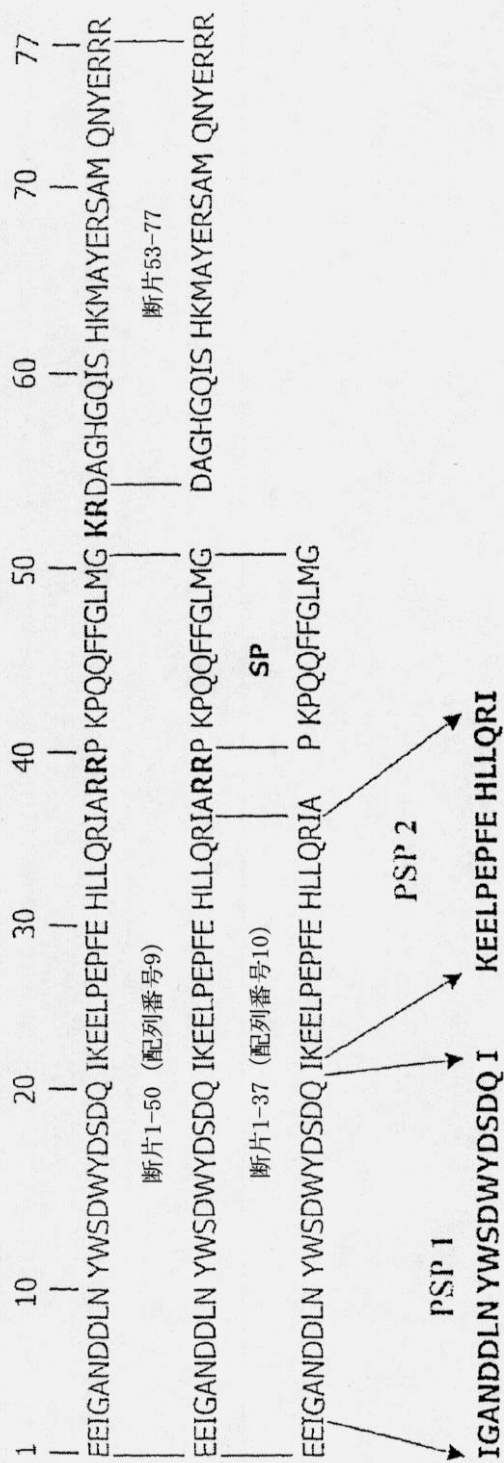 1 10 20 30 40 50 60 70 77
EEIGANDDLN YWSDWYDSDQ IKEELPEPFE HLLQRIARRP KPQQFFGLMG KRDAGHGQIS HKMAYERSAM QNYERRR
断片1-50（配列番号9） 断片53-77
EEIGANDDLN YWSDWYDSDQ IKEELPEPFE HLLQRIARRP KPQQFFGLMG DAGHGQIS HKMAYERSAM QNYERRR
断片1-37（配列番号10） SP
EEIGANDDLN YWSDWYDSDQ IKEELPEPFE HLLQRIA P KPQQFFGLMG
PSP 1 PSP 2
IGANDDLN YWSDWYDSDQ I KEELPEPFE HLLQRI